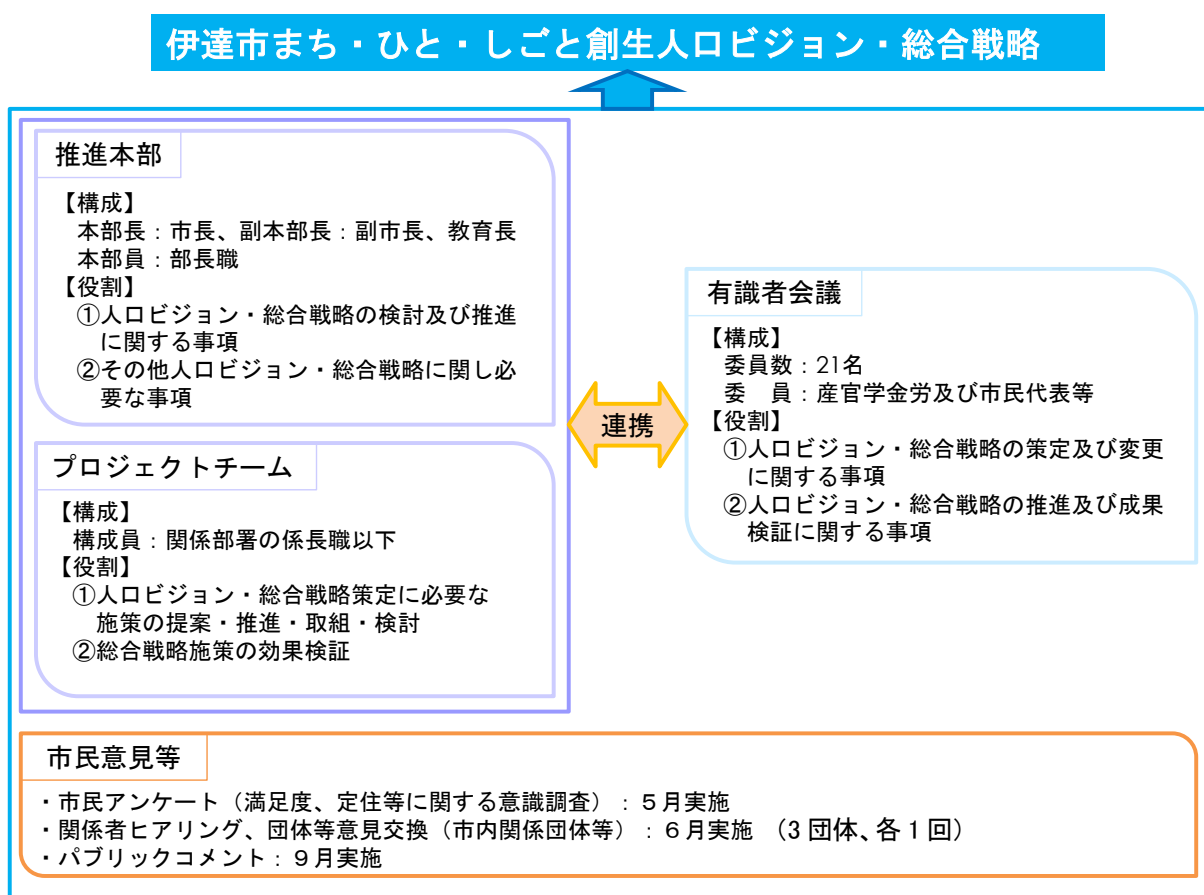 伊達市まち・ひと・しごと創生人口ビジョン・総合戦略
推進本部
【構成】
本部長：市長、副本部長：副市長、教育長
本部員：部長職
【役割】
①人口ビジョン・総合戦略の検討及び推進
に関する事項
②その他人口ビジョン・総合戦略に関し必
要な事項
プロジェクトチーム
【構成】
構成員：関係部署の係長職以下
【役割】
①人口ビジョン・総合戦略策定に必要な
施策の提案・推進・取組・検討
②総合戦略施策の効果検証
連携
有識者会議
【構成】
委員数：21名
委　員：産官学金労及び市民代表等
【役割】
①人口ビジョン・総合戦略の策定及び変更
に関する事項
②人口ビジョン・総合戦略の推進及び成果
検証に関する事項
市民意見等
・市民アンケート（満足度、定住等に関する意識調査）：５月実施
・関係者ヒアリング、団体等意見交換（市内関係団体等）：６月実施　（3 団体、各 1 回）
・パブリックコメント：９月実施